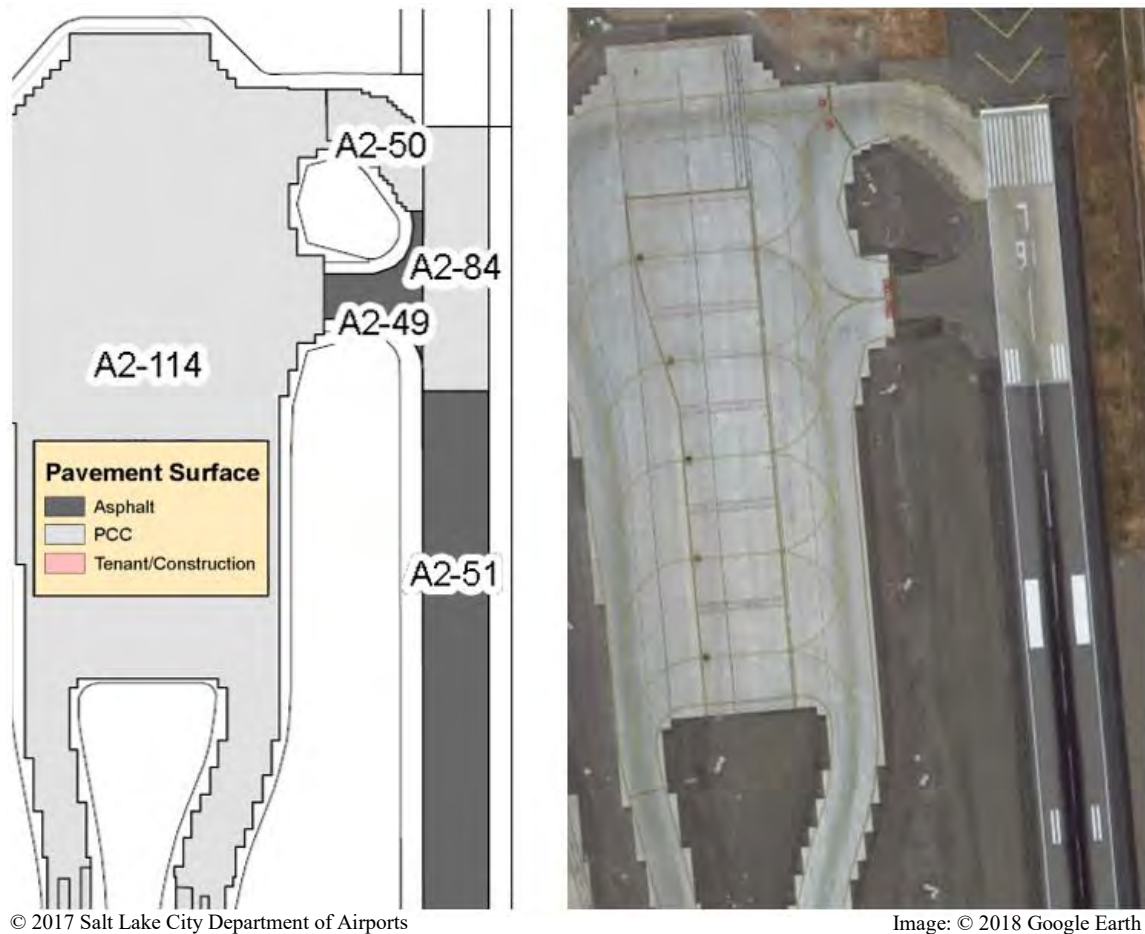 A2-50
A2-84
A2-49
A2-114
Pavement Surface
Asphalt
PCC
Tenant/Construction
A2-51
© 2017 Salt Lake City Department of Airports
Image: © 2018 Google Earth